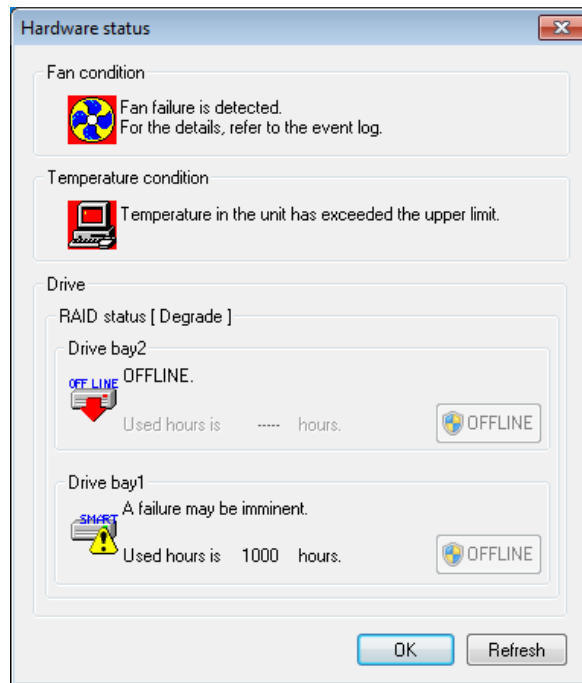 Hardware status
Fan condition
Fan failure is detected.
For the details, refer to the event log.
Temperature condition
Temperature in the unit has exceeded the upper limit.
Drive
RAID status [ Degrade ]
Drive bay2
OFF LINE OFFLINE.
Used hours is ----- hours. OFFLINE
Drive bay1
SMART A failure may be imminent.
Used hours is 1000 hours. OFFLINE
OK Refresh